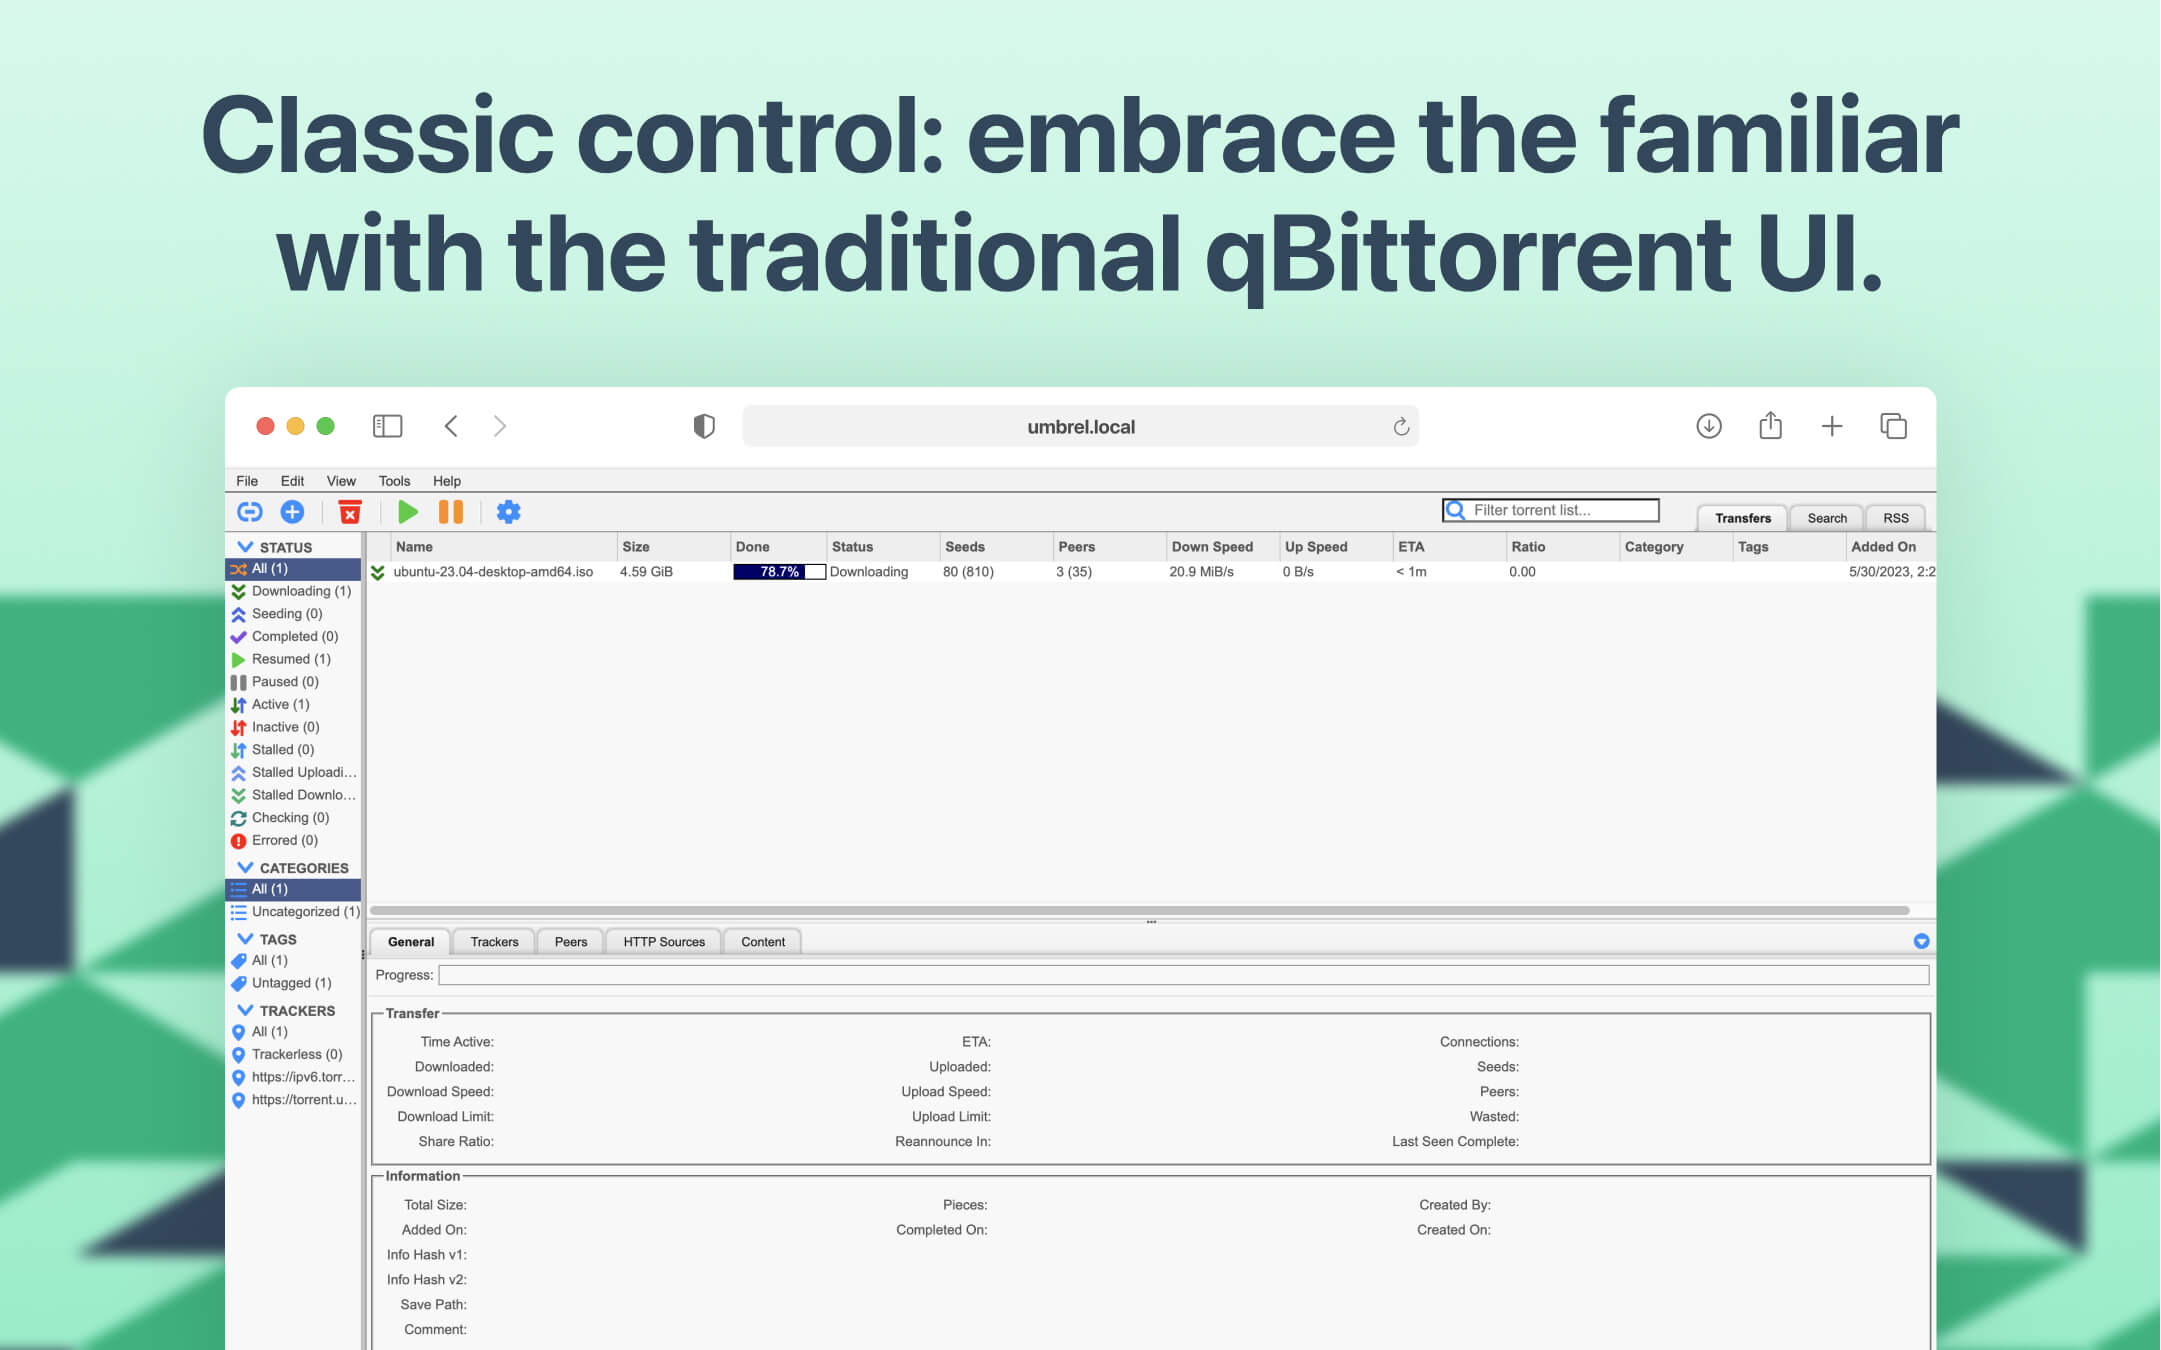 Classic control: embrace the familiar
with the traditional qBittorrent UI.
umbrel.local
File Edit View Tools Help
Filter torrent list...
Transfers Search RSS
STATUS
All (1)
Downloading (1)
Seeding (0)
Completed (0)
Resumed (1)
Paused (0)
Active (1)
Inactive (0)
Stalled (0)
Stalled Uploadi...
Stalled Downlo...
Checking (0)
Errored (0)
CATEGORIES
All (1)
Uncategorized (1)
TAGS
All (1)
Untagged (1)
TRACKERS
All (1)
Trackerless (0)
https://ipv6.torr...
https://torrent.u...
Name Size Done Status Seeds Peers Down Speed Up Speed ETA Ratio Category Tags Added On
ubuntu-23.04-desktop-amd64.iso 4.59 GiB 78.7% Downloading 80 (810) 3 (35) 20.9 MiB/s 0 B/s < 1m 0.00 5/30/2023, 2:2
General Trackers Peers HTTP Sources Content
Progress:
Transfer
Time Active: ETA: Connections:
Downloaded: Uploaded: Seeds:
Download Speed: Upload Speed: Peers:
Download Limit: Upload Limit: Wasted:
Share Ratio: Reannounce In: Last Seen Complete:
Information
Total Size: Pieces: Created By:
Added On: Completed On: Created On:
Info Hash v1:
Info Hash v2:
Save Path:
Comment: